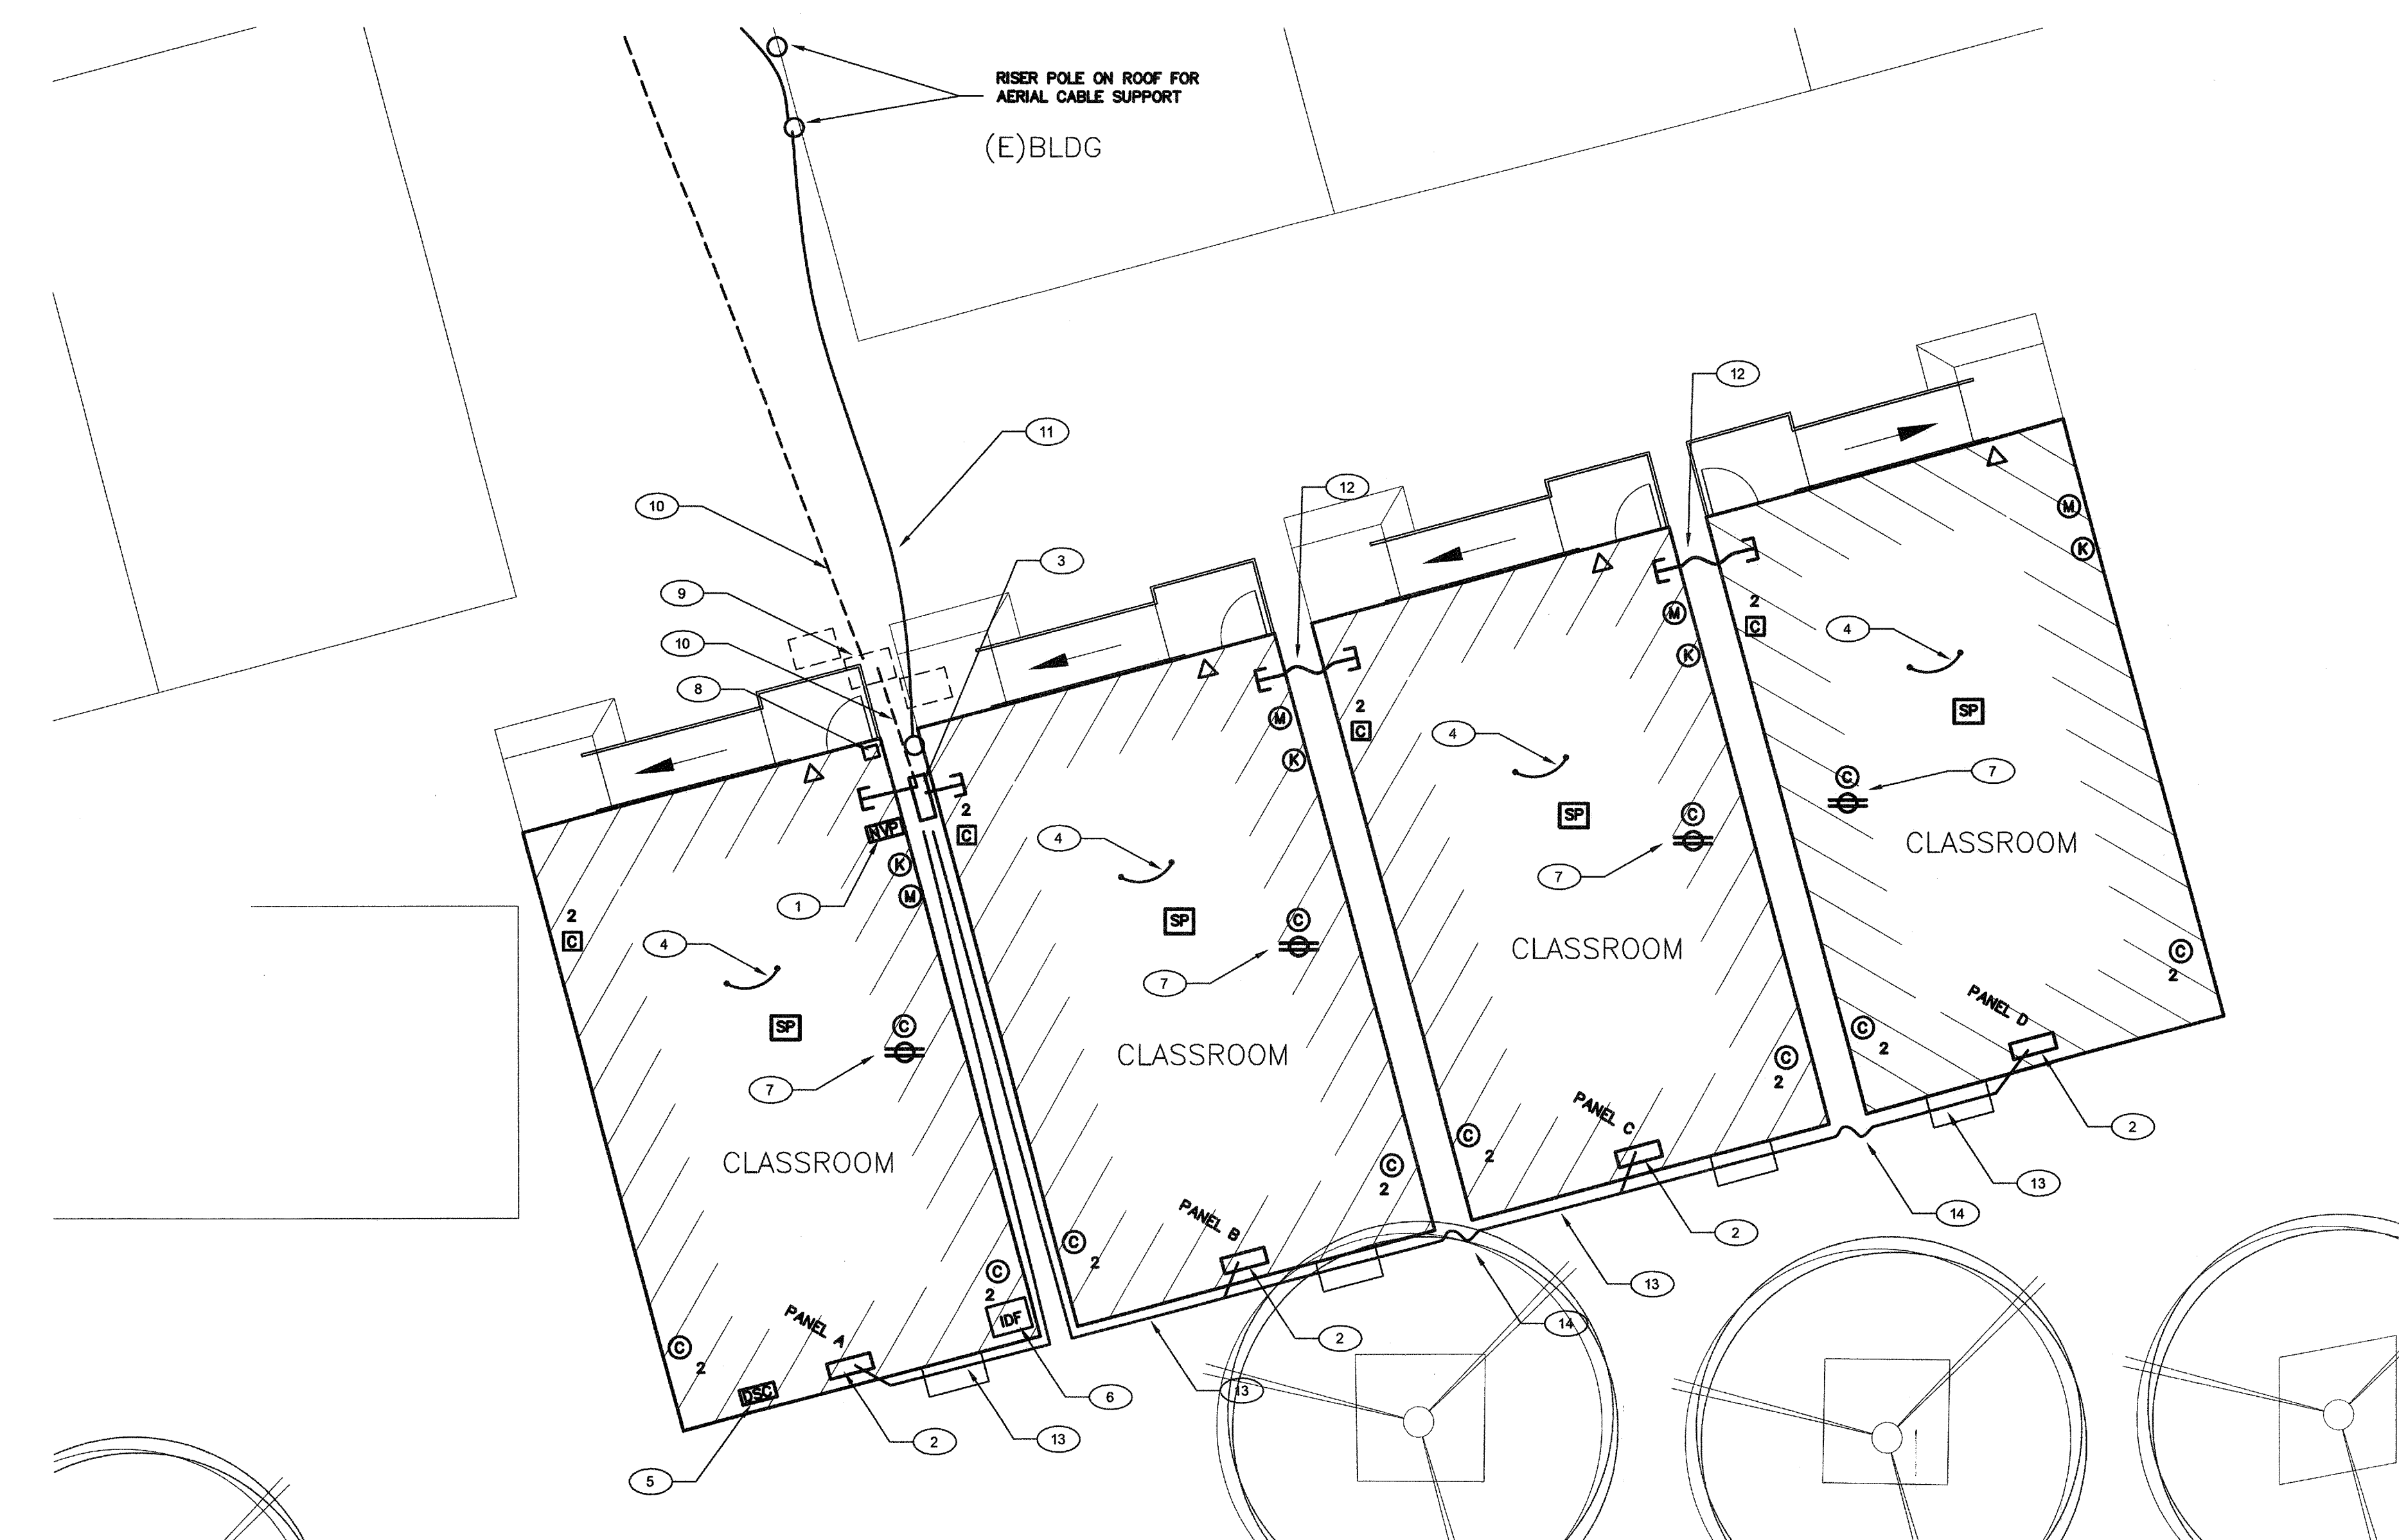 RISER POLE ON ROOF FOR
AERIAL CABLE SUPPORT
(E)BLDG
12
11
12
10
3
9
10
8
M
K
2
C
4
SP
C
7
CLASSROOM
C
2
PANEL D
C
2
2
13
14
M
K
2
C
4
SP
C
7
CLASSROOM
C
2
PANEL C
C
2
2
13
14
M
K
2
C
4
SP
C
7
CLASSROOM
C
2
PANEL B
C
2
2
13
NVP
K
M
1
2
C
4
SP
C
7
CLASSROOM
C
2
IDF
PANEL A
C
2
DSC
6
2
13
5